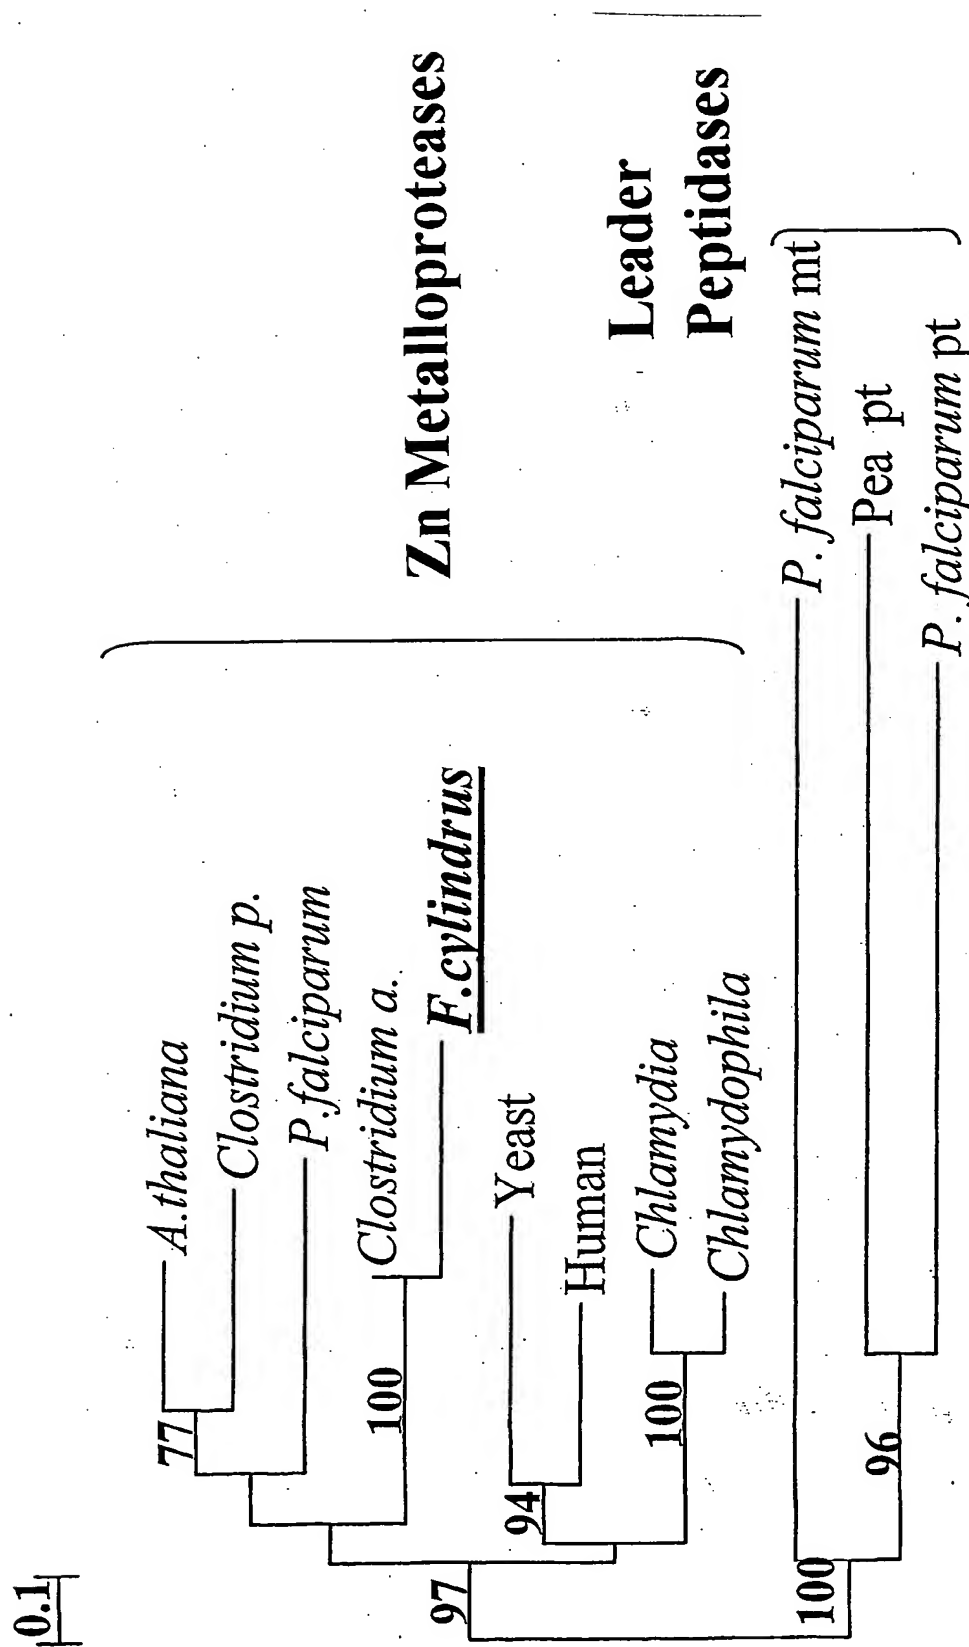 0.1
A.thaliana
77
Clostridium p.
P.falciparum
Clostridium a.
100
F.cylindrus
Zn Metalloproteases
97
94
Yeast
Human
Chlamydia
100
Chlamydophila
Leader
Peptidases
P. falciparum mt
100
Pea pt
96
P. falciparum pt